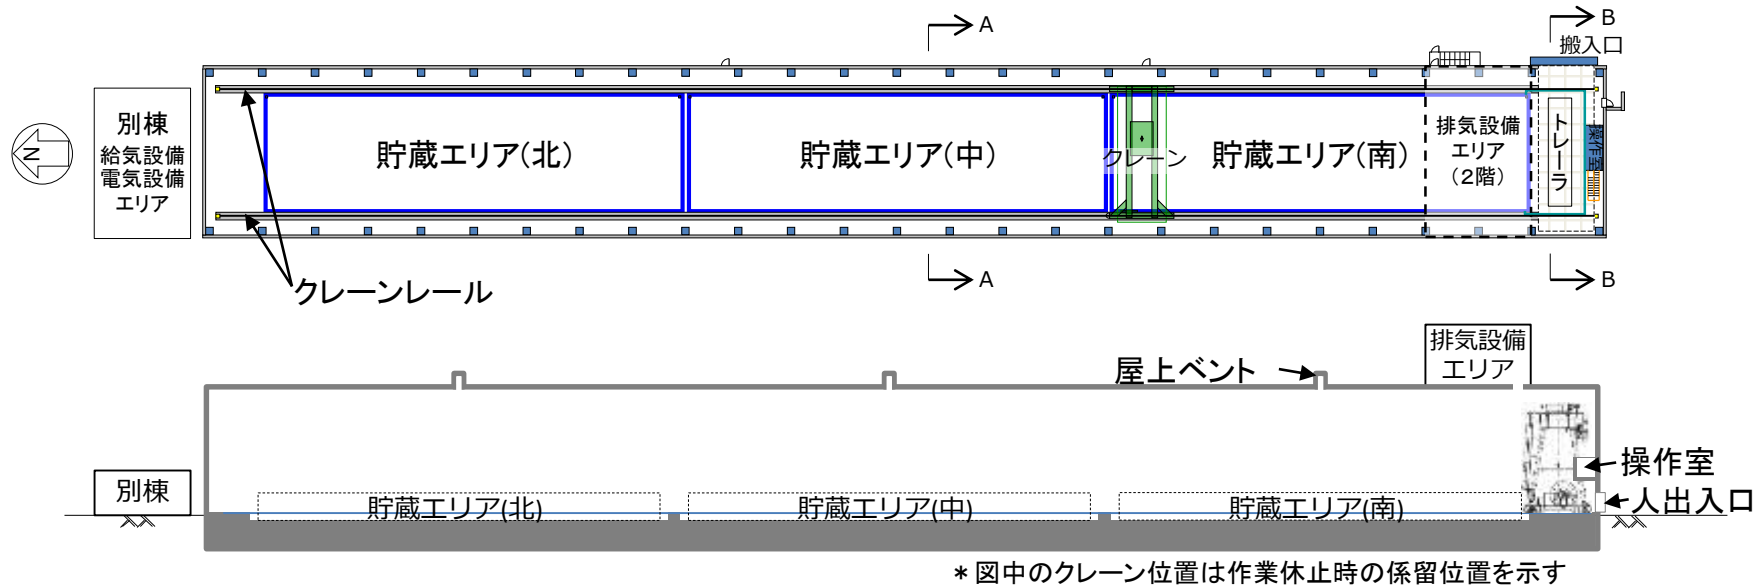 A
B
搬入口
別棟
給気設備
電気設備
エリア
N
貯蔵エリア(北)
貯蔵エリア(中)
クレーン
貯蔵エリア(南)
排気設備
エリア
(2階)
トレーラ
操作室
クレーンレール
A
B
排気設備
エリア
屋上ベント
別棟
貯蔵エリア(北)
貯蔵エリア(中)
貯蔵エリア(南)
操作室
人出入口
*図中のクレーン位置は作業休止時の係留位置を示す